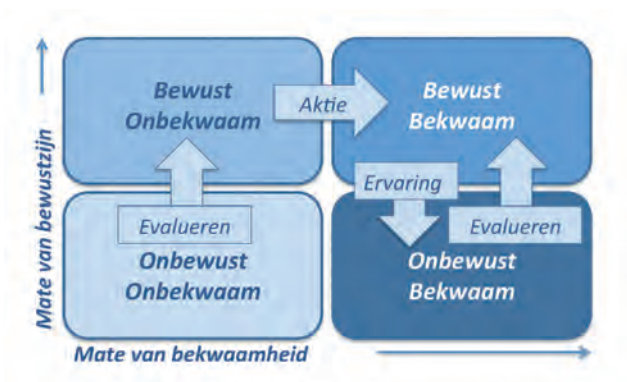 Mate van bewustzijn
Bewust
Onbekwaam
Aktie
Bewust
Bekwaam
Evalueren
Onbewust
Onbekwaam
Ervaring
Evalueren
Onbewust
Bekwaam
Mate van bekwaamheid